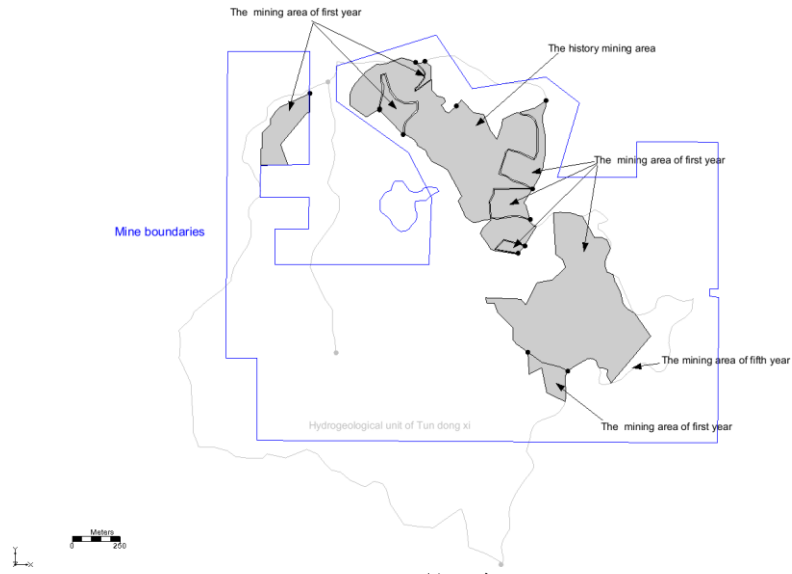 The mining area of first year
The history mining area
The mining area of first year
Mine boundaries
The mining area of fifth year
Hydrogeological unit of Tun dong xi
The mining area of first year
Meters
0 250
Y
X